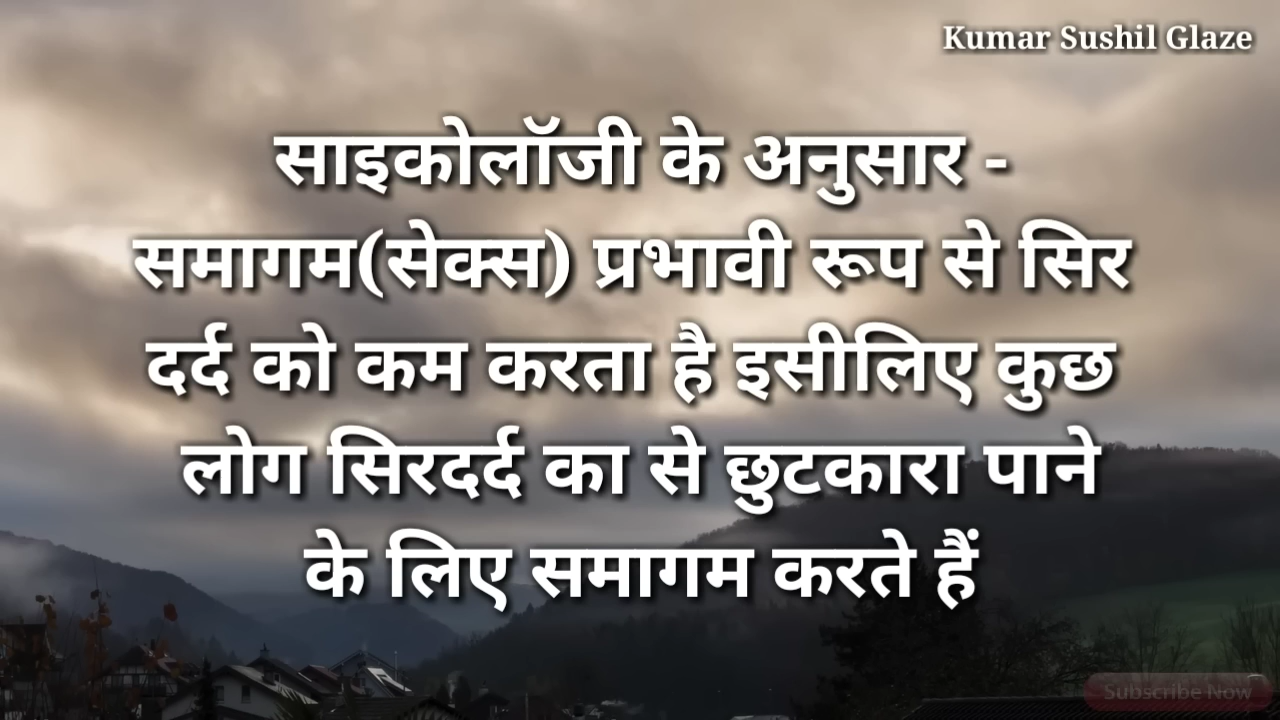 Kumar Sushil Glaze
साइकोलॉजी के अनुसार -
समागम(सेक्स) प्रभावी रूप से सिर
दर्द को कम करता है इसीलिए कुछ
लोग सिरदर्द का से छुटकारा पाने
के लिए समागम करते हैं
Subscribe Now